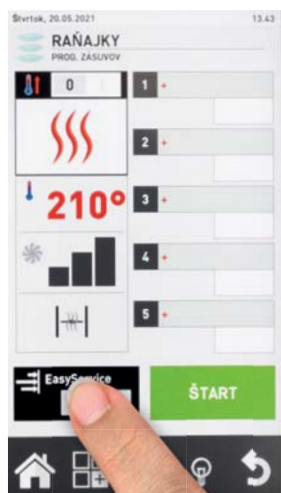 Štvrtok, 20.05.2021 13.43
RAŇAJKY
PROG. ZÁSUVOV
0
1 +
2 +
210°
3 +
4 +
5 +
EasyService
ŠTART